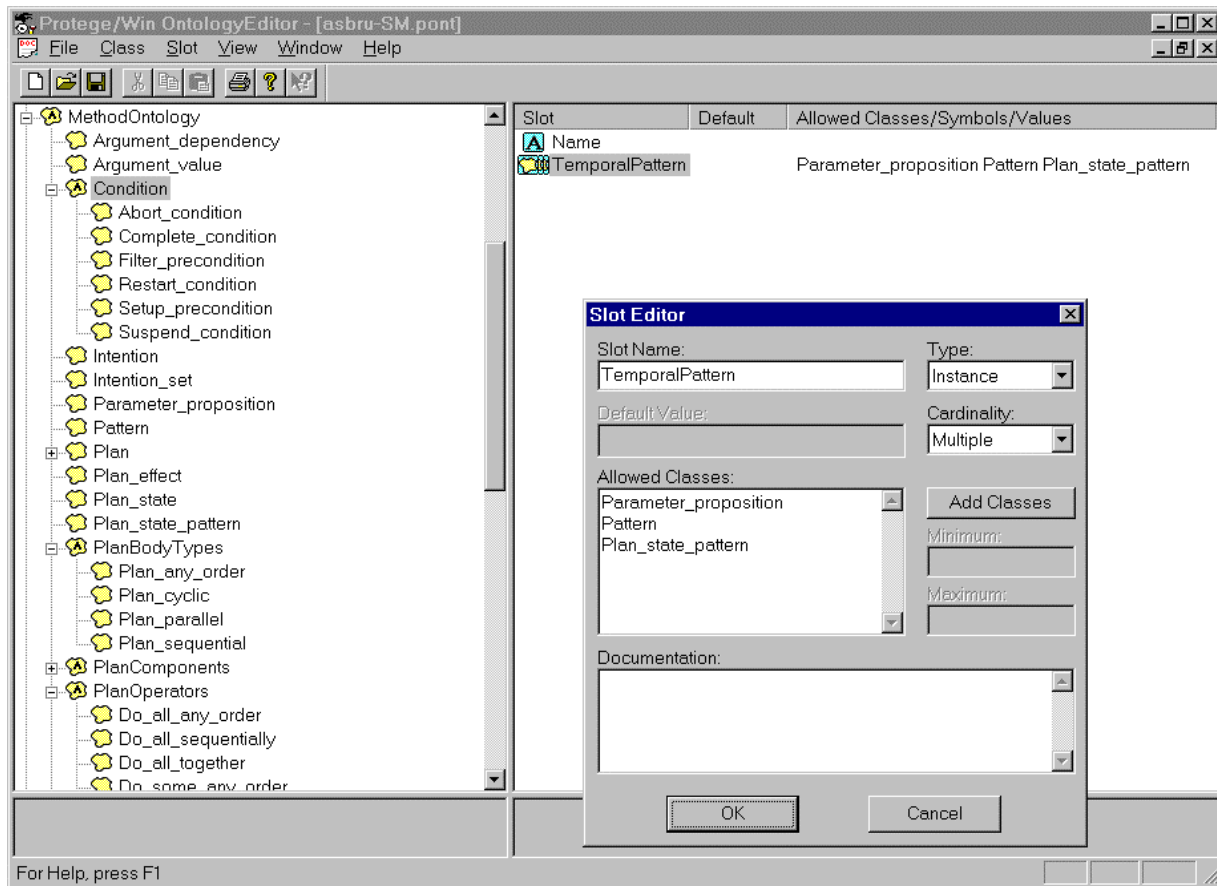 Protege/Win OntologyEditor - [asbru-SM.pont]
File Class Slot View Window Help
MethodOntology
Argument_dependency
Argument_value
Condition
Abort_condition
Complete_condition
Filter_precondition
Restart_condition
Setup_precondition
Suspend_condition
Intention
Intention_set
Parameter_proposition
Pattern
Plan
Plan_effect
Plan_state
Plan_state_pattern
PlanBodyTypes
Plan_any_order
Plan_cyclic
Plan_parallel
Plan_sequential
PlanComponents
PlanOperators
Do_all_any_order
Do_all_sequentially
Do_all_together
Do_some_any_order
Slot Default Allowed Classes/Symbols/Values
A Name
TemporalPattern Parameter_proposition Pattern Plan_state_pattern
Slot Editor
Slot Name: Type:
TemporalPattern Instance
Default Value: Cardinality:
Multiple
Allowed Classes:
Parameter_proposition Add Classes
Pattern
Plan_state_pattern
Minimum:
Maximum:
Documentation:
OK Cancel
For Help, press F1